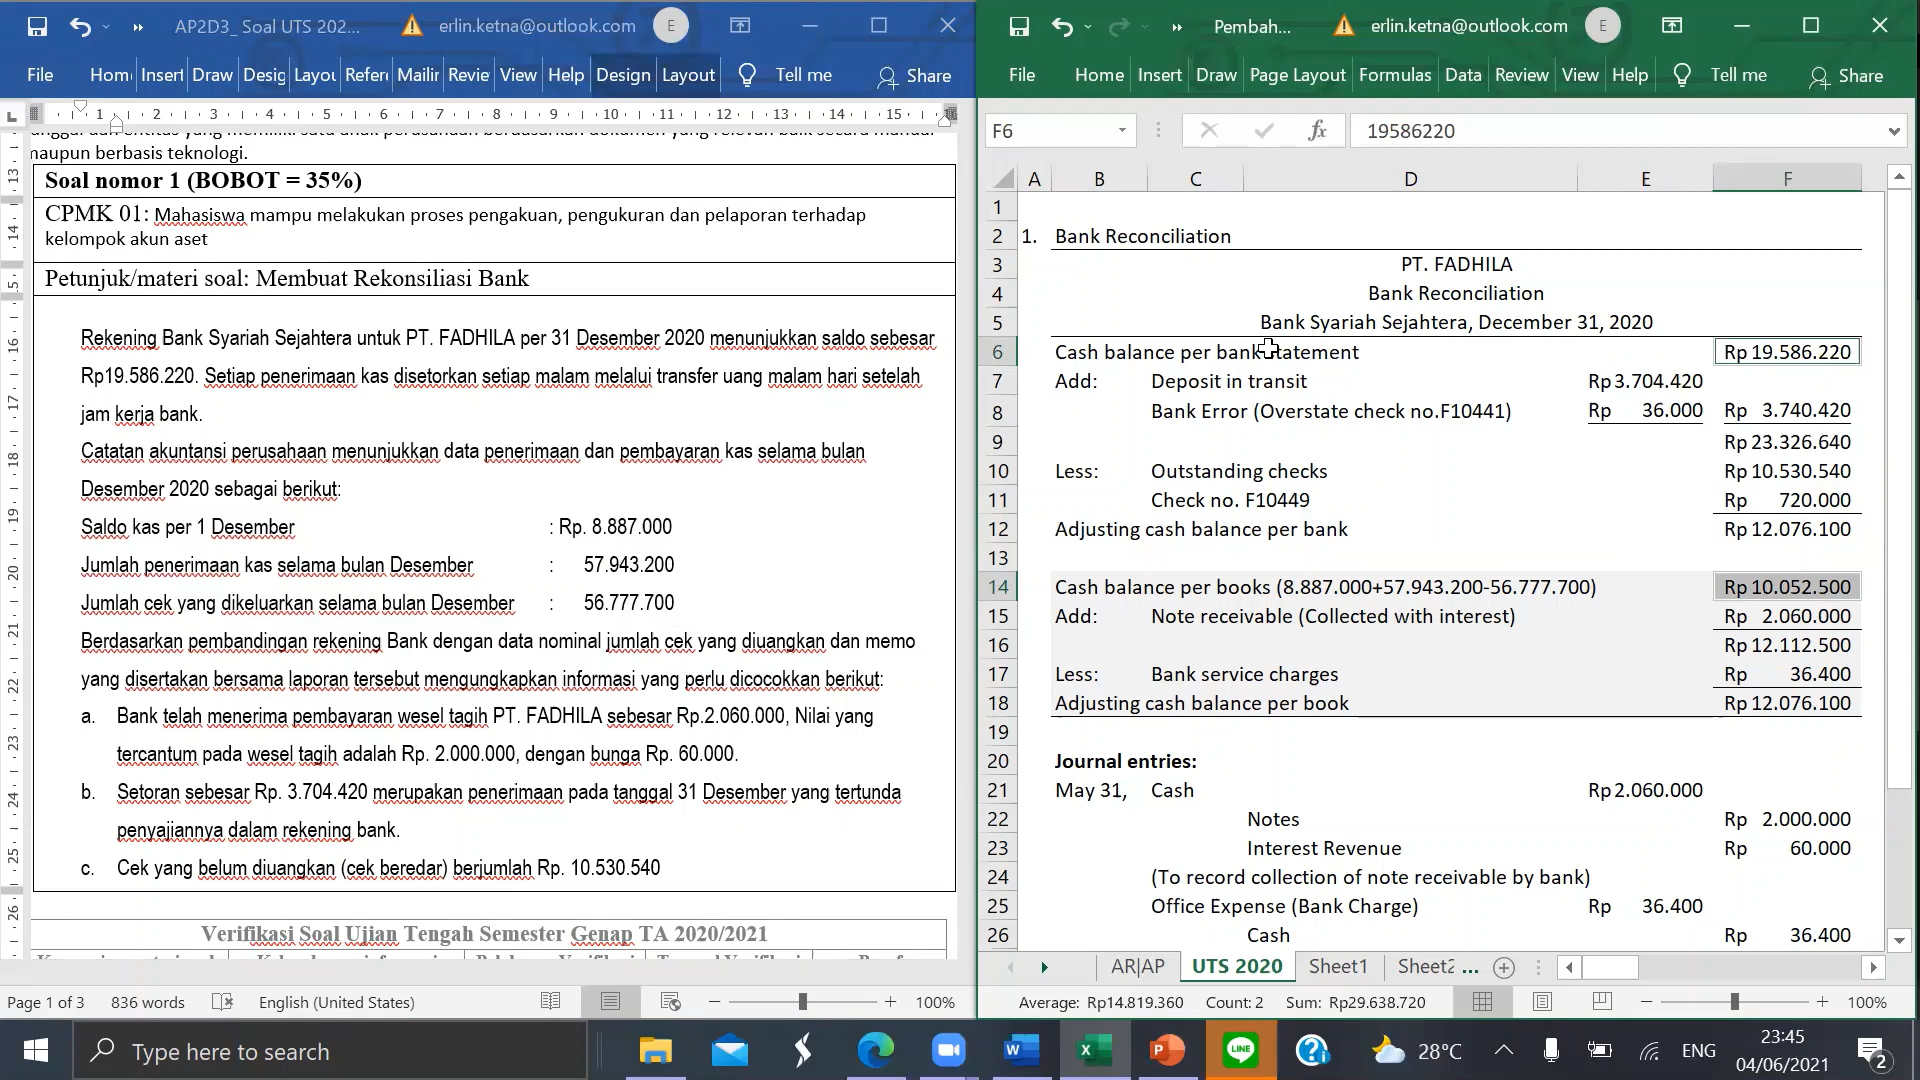 AP2D3_ Soal UTS 202...
erlin.ketna@outlook.com
E
File
Hom
Insert
Draw
Desig
Layou
Refere
Mailin
Review
View
Help
Design
Layout
Tell me
Share
L
1 2 3 4 5 6 7 8 9 10 11 12 13 14 15
maupun berbasis teknologi.
Soal nomor 1 (BOBOT = 35%)
CPMK 01: Mahasiswa mampu melakukan proses pengakuan, pengukuran dan pelaporan terhadap
kelompok akun aset
Petunjuk/materi soal: Membuat Rekonsiliasi Bank
Rekening Bank Syariah Sejahtera untuk PT. FADHILA per 31 Desember 2020 menunjukkan saldo sebesar
Rp19.586.220. Setiap penerimaan kas disetorkan setiap malam melalui transfer uang malam hari setelah
jam kerja bank.
Catatan akuntansi perusahaan menunjukkan data penerimaan dan pembayaran kas selama bulan
Desember 2020 sebagai berikut:
Saldo kas per 1 Desember : Rp. 8.887.000
Jumlah penerimaan kas selama bulan Desember : 57.943.200
Jumlah cek yang dikeluarkan selama bulan Desember : 56.777.700
Berdasarkan pembandingan rekening Bank dengan data nominal jumlah cek yang diuangkan dan memo
yang disertakan bersama laporan tersebut mengungkapkan informasi yang perlu dicocokkan berikut:
a. Bank telah menerima pembayaran wesel tagih PT. FADHILA sebesar Rp.2.060.000, Nilai yang
tercantum pada wesel tagih adalah Rp. 2.000.000, dengan bunga Rp. 60.000.
b. Setoran sebesar Rp. 3.704.420 merupakan penerimaan pada tanggal 31 Desember yang tertunda
penyajiannya dalam rekening bank.
c. Cek yang belum diuangkan (cek beredar) berjumlah Rp. 10.530.540
Verifikasi Soal Ujian Tengah Semester Genap TA 2020/2021
Page 1 of 3
836 words
English (United States)
100%
Pembah...
erlin.ketna@outlook.com
E
File
Home
Insert
Draw
Page Layout
Formulas
Data
Review
View
Help
Tell me
Share
F6
fx
19586220
A B C D E F
1
2 1. Bank Reconciliation
3 PT. FADHILA
4 Bank Reconciliation
5 Bank Syariah Sejahtera, December 31, 2020
6 Cash balance per bank statement Rp 19.586.220
7 Add: Deposit in transit Rp 3.704.420
8 Bank Error (Overstate check no.F10441) Rp 36.000 Rp 3.740.420
9 Rp 23.326.640
10 Less: Outstanding checks Rp 10.530.540
11 Check no. F10449 Rp 720.000
12 Adjusting cash balance per bank Rp 12.076.100
13
14 Cash balance per books (8.887.000+57.943.200-56.777.700) Rp 10.052.500
15 Add: Note receivable (Collected with interest) Rp 2.060.000
16 Rp 12.112.500
17 Less: Bank service charges Rp 36.400
18 Adjusting cash balance per book Rp 12.076.100
19
20 Journal entries:
21 May 31, Cash Rp 2.060.000
22 Notes Rp 2.000.000
23 Interest Revenue Rp 60.000
24 (To record collection of note receivable by bank)
25 Office Expense (Bank Charge) Rp 36.400
26 Cash Rp 36.400
AR|AP
UTS 2020
Sheet1
Sheet2 ...
Average: Rp14.819.360
Count: 2
Sum: Rp29.638.720
100%
Type here to search
LINE
28°C
ENG
23:45
04/06/2021
2